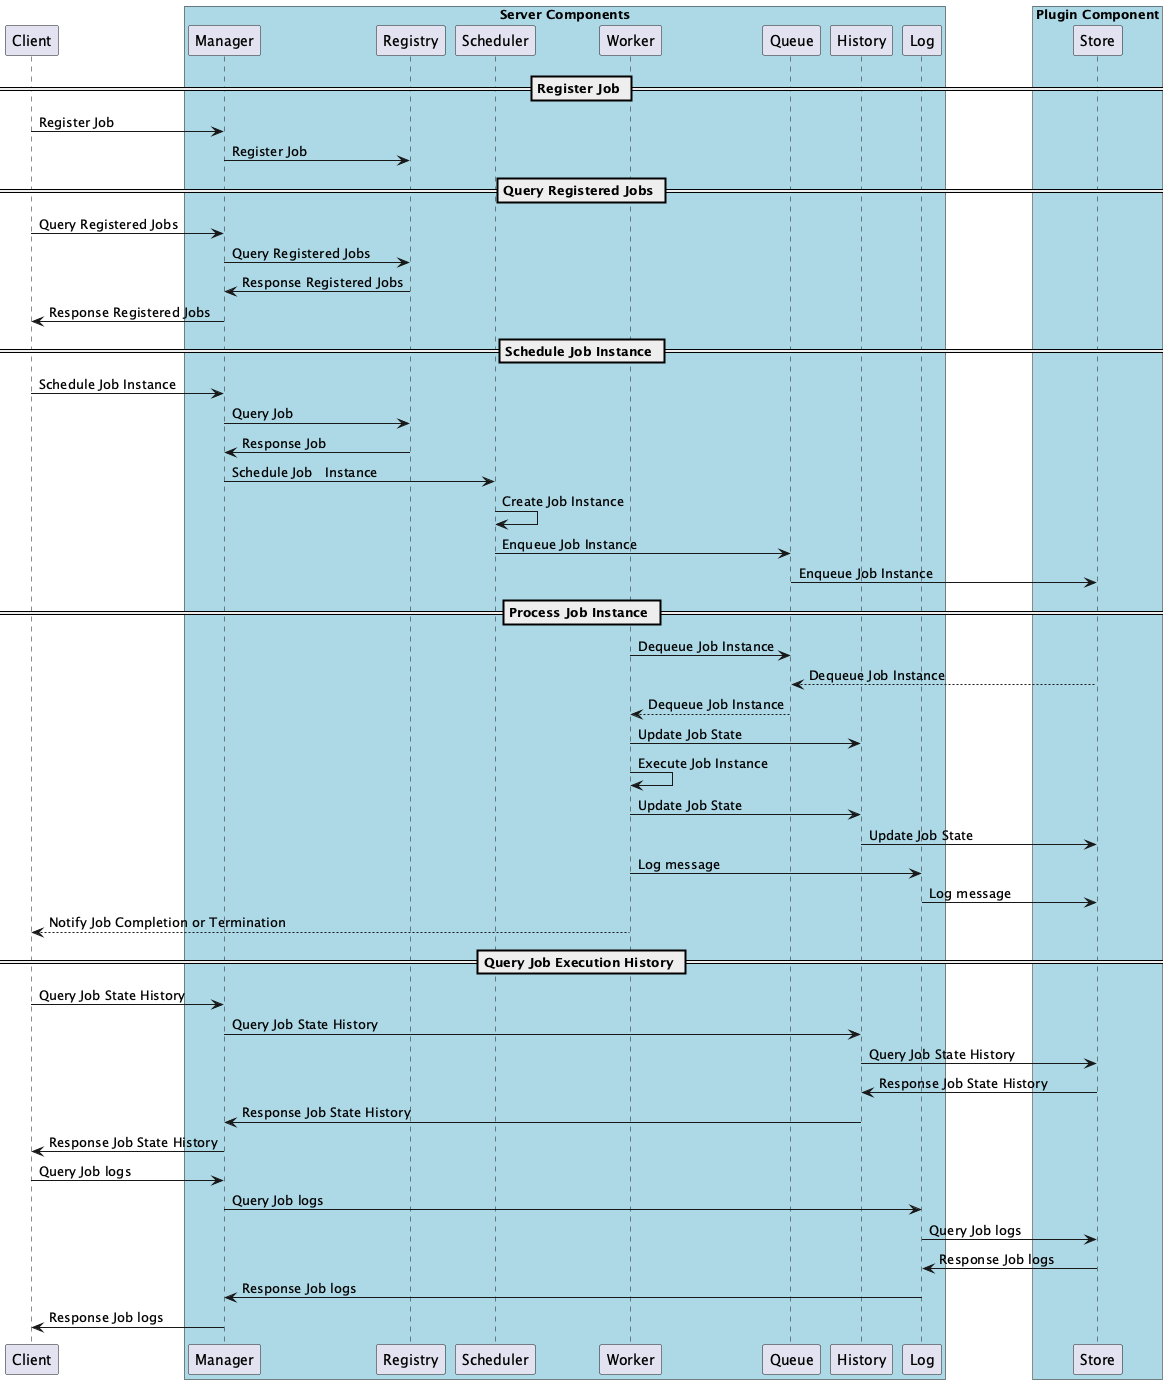 Server Components
Plugin Component
Client
Manager
Registry
Scheduler
Worker
Queue
History
Log
Store
Register Job
Register Job
Register Job
Query Registered Jobs
Query Registered Jobs
Query Registered Jobs
Response Registered Jobs
Response Registered Jobs
Schedule Job Instance
Schedule Job Instance
Query Job
Response Job
Schedule Job Instance
Create Job Instance
Enqueue Job Instance
Enqueue Job Instance
Process Job Instance
Dequeue Job Instance
Dequeue Job Instance
Dequeue Job Instance
Update Job State
Execute Job Instance
Update Job State
Update Job State
Log message
Log message
Notify Job Completion or Termination
Query Job Execution History
Query Job State History
Query Job State History
Query Job State History
Response Job State History
Response Job State History
Response Job State History
Query Job logs
Query Job logs
Query Job logs
Response Job logs
Response Job logs
Response Job logs
Client
Manager
Registry
Scheduler
Worker
Queue
History
Log
Store